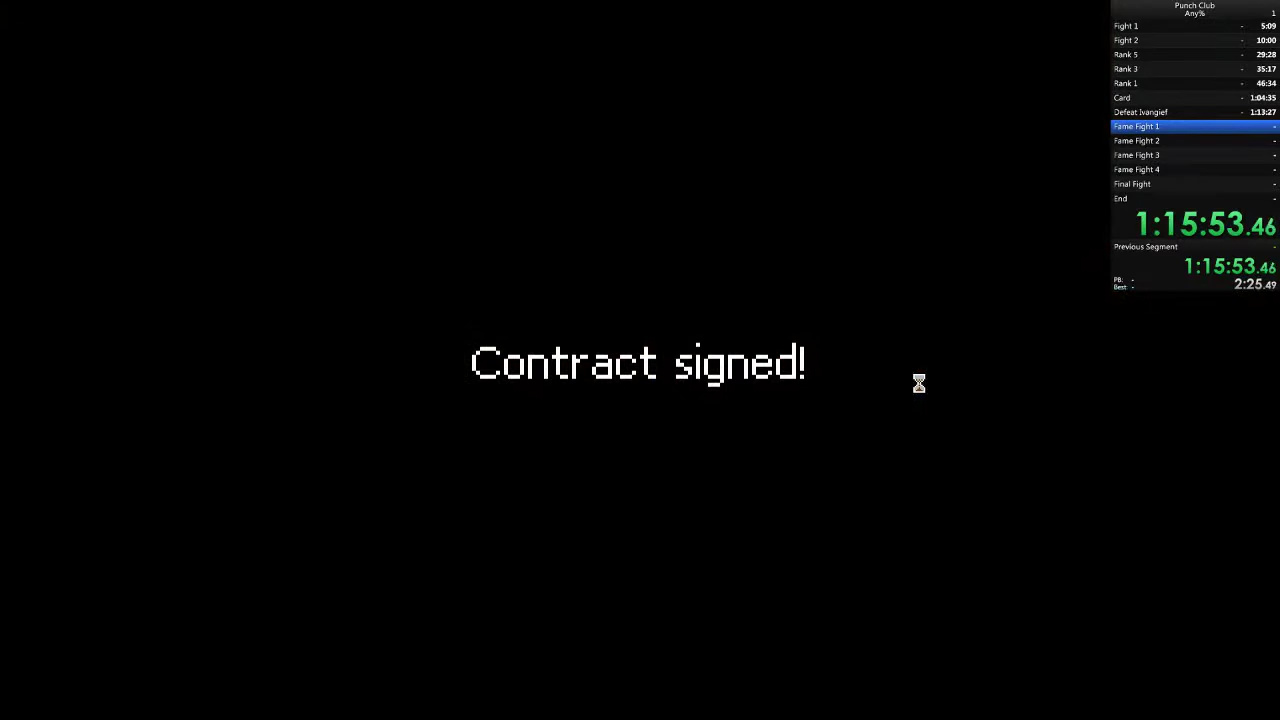 Punch Club
Any% 1
Fight 1 - 5:09
Fight 2 - 10:00
Rank 5 - 29:28
Rank 3 - 35:17
Rank 1 - 46:34
Card - 1:04:35
Defeat Ivangief - 1:13:27
Fame Fight 1 -
Fame Fight 2 -
Fame Fight 3 -
Fame Fight 4 -
Final Fight -
End -
1:15:53.46
Previous Segment -
1:15:53.46
PB: -
Best: - 2:25.49
Contract signed!